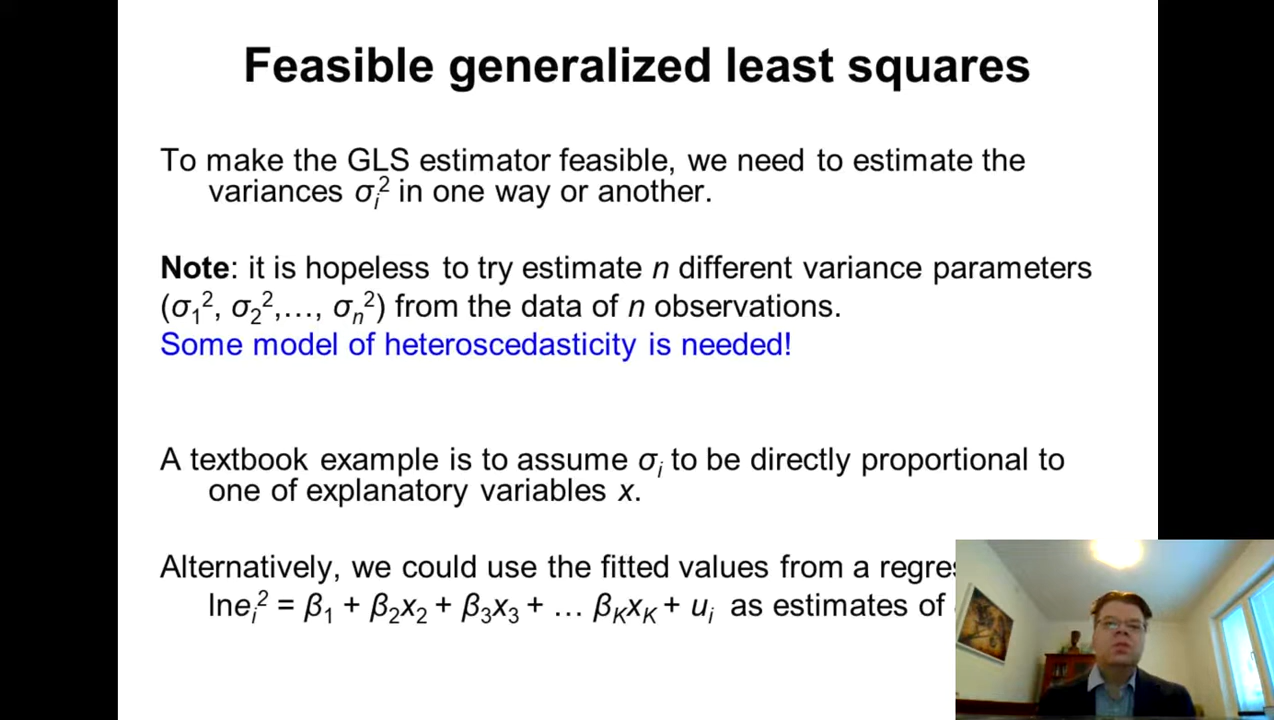 Feasible generalized least squares
To make the GLS estimator feasible, we need to estimate the
variances σᵢ² in one way or another.
Note: it is hopeless to try estimate n different variance parameters
(σ₁², σ₂²,…, σₙ²) from the data of n observations.
Some model of heteroscedasticity is needed!
A textbook example is to assume σᵢ to be directly proportional to
one of explanatory variables x.
Alternatively, we could use the fitted values from a
lneᵢ² = β₁ + β₂x₂ + β₃x₃ + … βₖxₖ + uᵢ as estimates of